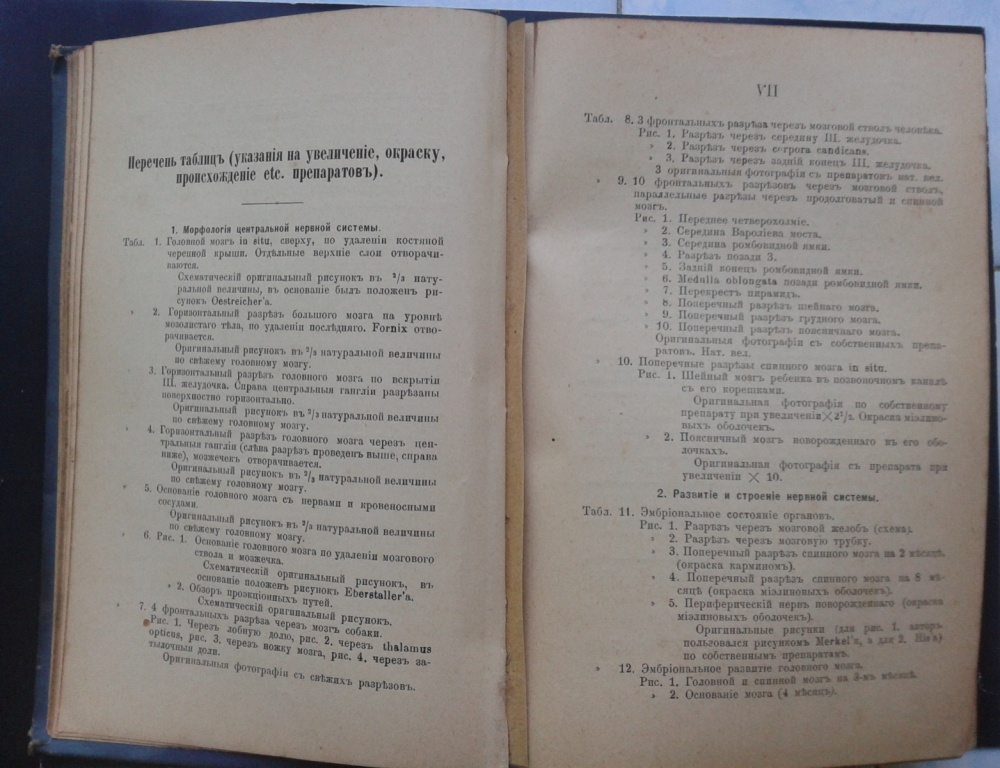 Перечень таблицъ (указанія на увеличеніе, окраску,
происхожденіе etc. препаратовъ).
1. Морфологія центральной нервной системы.
Табл. 1. Головной мозгъ in situ, сверху, по удаленіи костяной
черепной крыши. Отдѣльные верхніе слои отворачи-
ваются.
Схематическій оригинальный рисунокъ въ ²/₃ нату-
ральной величины, въ основаніе былъ положен ри-
сунокъ Oestreicher'a.
„ 2. Горизонтальный разрѣзъ большого мозга на уровнѣ
мозолистаго тѣла, по удаленіи послѣдняго. Fornix отво-
рачивается.
Оригинальный рисунокъ въ ²/₃ натуральной величины
по свѣжему головному мозгу.
„ 3. Горизонтальный разрѣзъ головного мозга по вскрытіи
III. желудочка. Справа центральныя гангліи разрѣзаны
поверхностно горизонтально.
Оригинальный рисунокъ въ ²/₃ натуральной величины
по свѣжему головному мозгу.
„ 4. Горизонтальный разрѣзъ головного мозга через цен-
тральныя гангліи (слѣва разрѣзъ проведен выше, справа
ниже), мозжечекъ отворачивается.
Оригинальный рисунокъ въ ²/₃ натуральной величины
по свѣжему головному мозгу.
„ 5. Основаніе головного мозга съ нервами и кровеносными
сосудами.
Оригинальный рисунокъ въ ²/₃ натуральной величины
по свѣжему головному мозгу.
„ 6. Рис. 1. Основаніе головного мозга по удаленіи мозгового
ствола и мозжечка.
Схематическій оригинальный рисунокъ, въ
основаніе положен рисунок Eberstaller'a.
„ 2. Обзоръ проэкціонныхъ путей.
Схематическій оригинальный рисунокъ.
„ 7. 4 фронтальныхъ разрѣза черезъ мозгъ собаки.
Рис. 1. Черезъ лобную долю, рис. 2. черезъ thalamus
opticus, рис. 3. черезъ ножку мозга, рис. 4. черезъ за-
тылочныя доли.
Оригинальныя фотографіи съ свѣжихъ разрѣзовъ.
VII
Табл. 8. 3 фронтальныхъ разрѣза черезъ мозговой стволъ человѣка.
Рис. 1. Разрѣзъ через середину III. желудочка.
„ 2. Разрѣзъ черезъ corpora candicans.
„ 3. Разрѣзъ через задній конец III. желудочка.
3 оригинальныя фотографіи съ препаратовъ нат. вел.
„ 9. 10 фронтальныхъ разрѣзовъ черезъ мозговой стволъ,
параллельные разрѣзы черезъ продолговатый и спинной
мозгъ.
Рис. 1. Переднее четверохолміе.
„ 2. Середина Вароліева моста.
„ 3. Середина ромбовидной ямки.
„ 4. Разрѣзъ позади 3.
„ 5. Задній конецъ ромбовидной ямки.
„ 6. Medulla oblongata позади ромбовидной ямки.
„ 7. Перекрестъ пирамидъ.
„ 8. Поперечный разрѣзъ шейнаго мозга.
„ 9. Поперечный разрѣзъ грудного мозга.
„ 10. Поперечный разрѣзъ поясничнаго мозга.
Оригинальныя фотографіи съ собственныхъ препа-
ратовъ. Нат. вел.
„ 10. Поперечные разрѣзы спинного мозга in situ.
Рис. 1. Шейный мозгъ ребенка въ позвоночномъ каналѣ
съ его корешками.
Оригинальная фотографія по собственному
препарату при увеличеніи ✕ 2¹/₂. Окраска міэлино-
выхъ оболочекъ.
„ 2. Поясничный мозгъ новорожденнаго въ его обо-
лочкахъ.
Оригинальная фотографія съ препарата при
увеличеніи ✕ 10.
2. Развитіе и строеніе нервной системы.
Табл. 11. Эмбріональное состояніе органовъ.
Рис. 1. Разрѣзъ через мозговой желобъ (схема).
„ 2. Разрѣзъ черезъ мозговую трубку.
„ 3. Поперечный разрѣзъ спинного мозга на 2 мѣсяцѣ.
(окраска карминомъ).
„ 4. Поперечный разрѣзъ спинного мозга на 8 мѣ-
сяцѣ (окраска міэлиновыхъ оболочекъ).
„ 5. Периферическій нервъ новорожденнаго (окраска
міэлиновыхъ оболочекъ).
Оригинальные рисунки (для рис. 1. авторъ
пользовался рисункомъ Merkel'я, а для 2. His'a)
по собственнымъ препаратамъ.
„ 12. Эмбріональное развитіе головного мозга.
Рис. 1. Головной и спинной мозгъ на 3-мъ мѣсяцѣ.
„ 2. Основаніе мозга (4 мѣсяцъ).